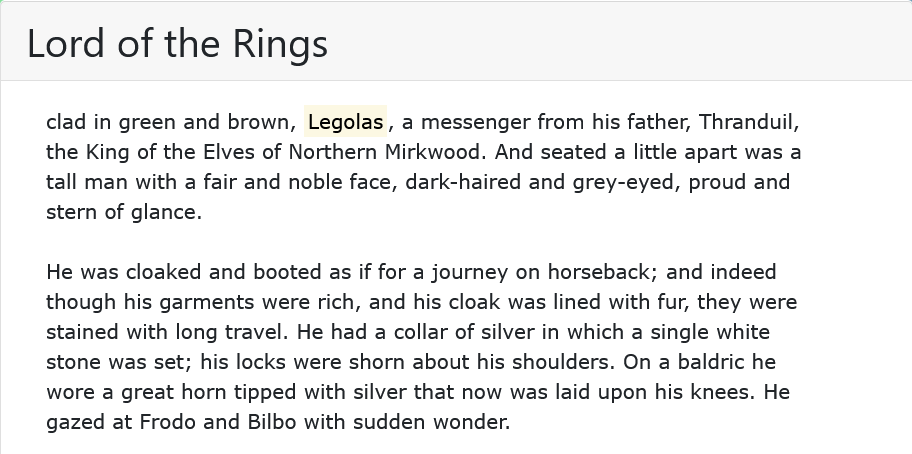 Lord of the Rings
clad in green and brown, Legolas, a messenger from his father, Thranduil,
the King of the Elves of Northern Mirkwood. And seated a little apart was a
tall man with a fair and noble face, dark-haired and grey-eyed, proud and
stern of glance.
He was cloaked and booted as if for a journey on horseback; and indeed
though his garments were rich, and his cloak was lined with fur, they were
stained with long travel. He had a collar of silver in which a single white
stone was set; his locks were shorn about his shoulders. On a baldric he
wore a great horn tipped with silver that now was laid upon his knees. He
gazed at Frodo and Bilbo with sudden wonder.